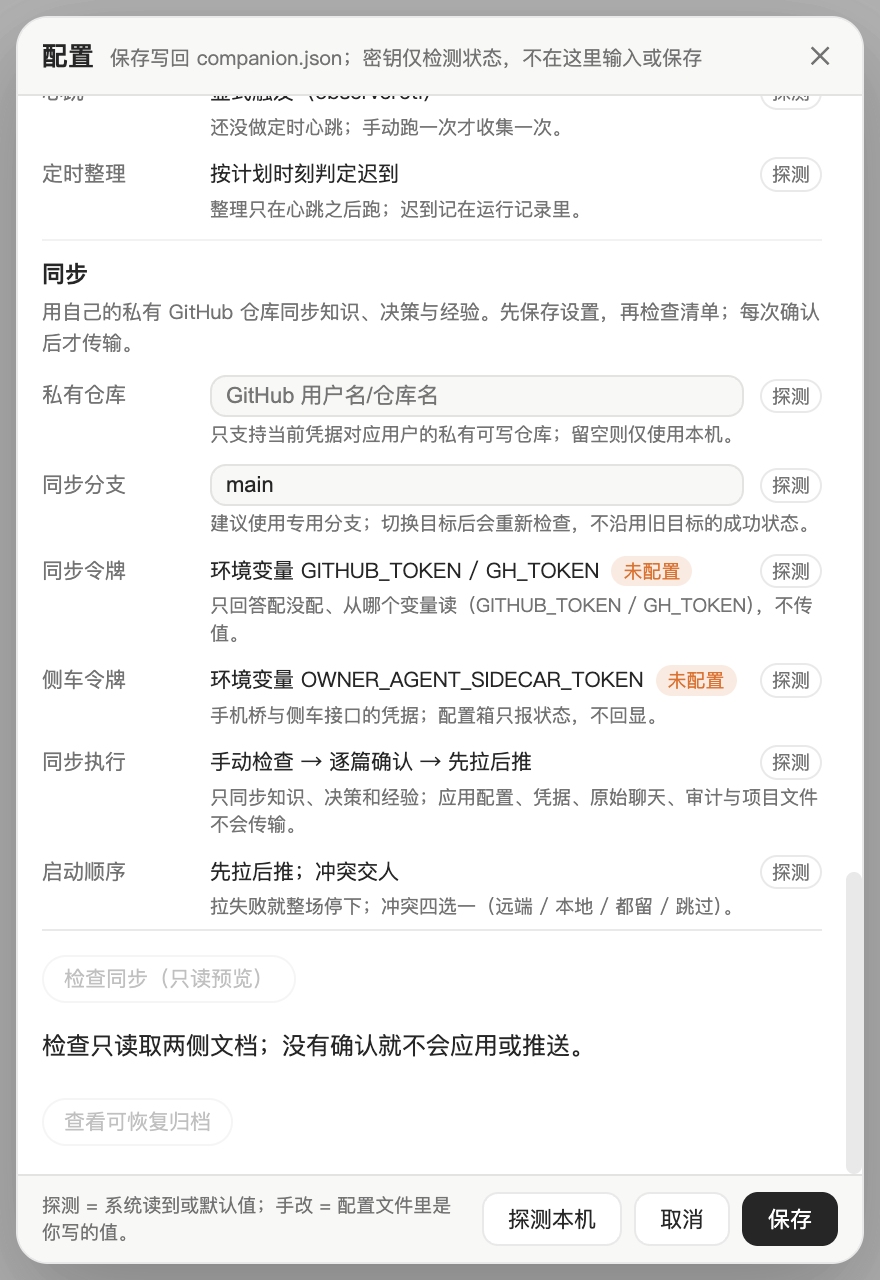 配置 保存写回 companion.json；密钥仅检测状态，不在这里输入或保存
还没做定时心跳；手动跑一次才收集一次。
定时整理 按计划时刻判定迟到 探测
整理只在心跳之后跑；迟到记在运行记录里。
同步
用自己的私有 GitHub 仓库同步知识、决策与经验。先保存设置，再检查清单；每次确认
后才传输。
私有仓库 GitHub 用户名/仓库名 探测
只支持当前凭据对应用户的私有可写仓库；留空则仅使用本机。
同步分支 main 探测
建议使用专用分支；切换目标后会重新检查，不沿用旧目标的成功状态。
同步令牌 环境变量 GITHUB_TOKEN / GH_TOKEN 未配置 探测
只回答配没配、从哪个变量读（GITHUB_TOKEN / GH_TOKEN），不传
值。
侧车令牌 环境变量 OWNER_AGENT_SIDECAR_TOKEN 未配置 探测
手机桥与侧车接口的凭据；配置箱只报状态，不回显。
同步执行 手动检查 → 逐篇确认 → 先拉后推 探测
只同步知识、决策和经验；应用配置、凭据、原始聊天、审计与项目文件
不会传输。
启动顺序 先拉后推；冲突交人 探测
拉失败就整场停下；冲突四选一（远端 / 本地 / 都留 / 跳过）。
检查同步（只读预览）
检查只读取两侧文档；没有确认就不会应用或推送。
查看可恢复归档
探测 = 系统读到或默认值；手改 = 配置文件里是
你写的值。
探测本机 取消 保存